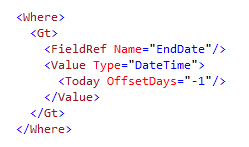 <Where>
<Gt>
<FieldRef Name="EndDate"/>
<Value Type="DateTime">
<Today OffsetDays="-1"/>
</Value>
</Gt>
</Where>